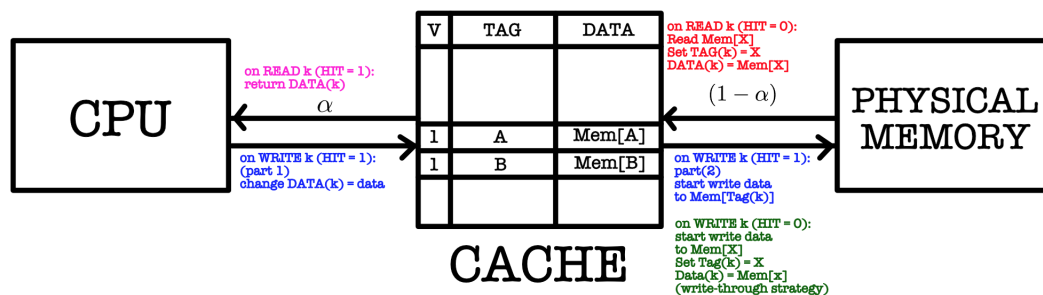 V TAG DATA
on READ k (HIT = 0):
Read Mem[X]
Set TAG(k) = X
DATA(k) = Mem[X]
on READ k (HIT = 1):
return DATA(k)
α
(1 − α)
CPU
PHYSICAL
MEMORY
1 A Mem[A]
1 B Mem[B]
on WRITE k (HIT = 1):
(part 1)
change DATA(k) = data
on WRITE k (HIT = 1):
part(2)
start write data
to Mem[Tag(k)]
on WRITE k (HIT = 0):
start write data
to Mem[X]
Set Tag(k) = X
Data(k) = Mem[x]
(write-through strategy)
CACHE